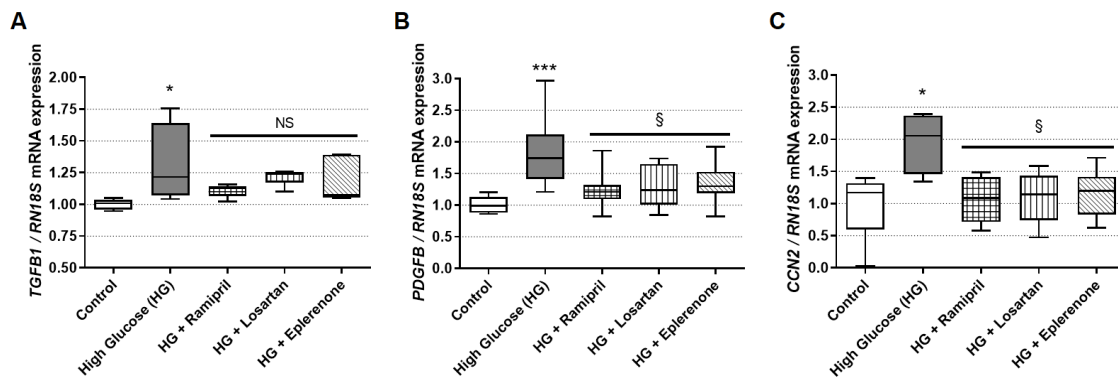 A
TGFB1 / RN18S mRNA expression
2.00
1.75
1.50
1.25
1.00
0.75
0.50
*
NS
Control
High Glucose (HG)
HG + Ramipril
HG + Losartan
HG + Eplerenone
B
PDGFB / RN18S mRNA expression
3.0
2.5
2.0
1.5
1.0
0.5
0.0
***
§
Control
High Glucose (HG)
HG + Ramipril
HG + Losartan
HG + Eplerenone
C
CCN2 / RN18S mRNA expression
3.0
2.5
2.0
1.5
1.0
0.5
0.0
*
§
Control
High Glucose (HG)
HG + Ramipril
HG + Losartan
HG + Eplerenone